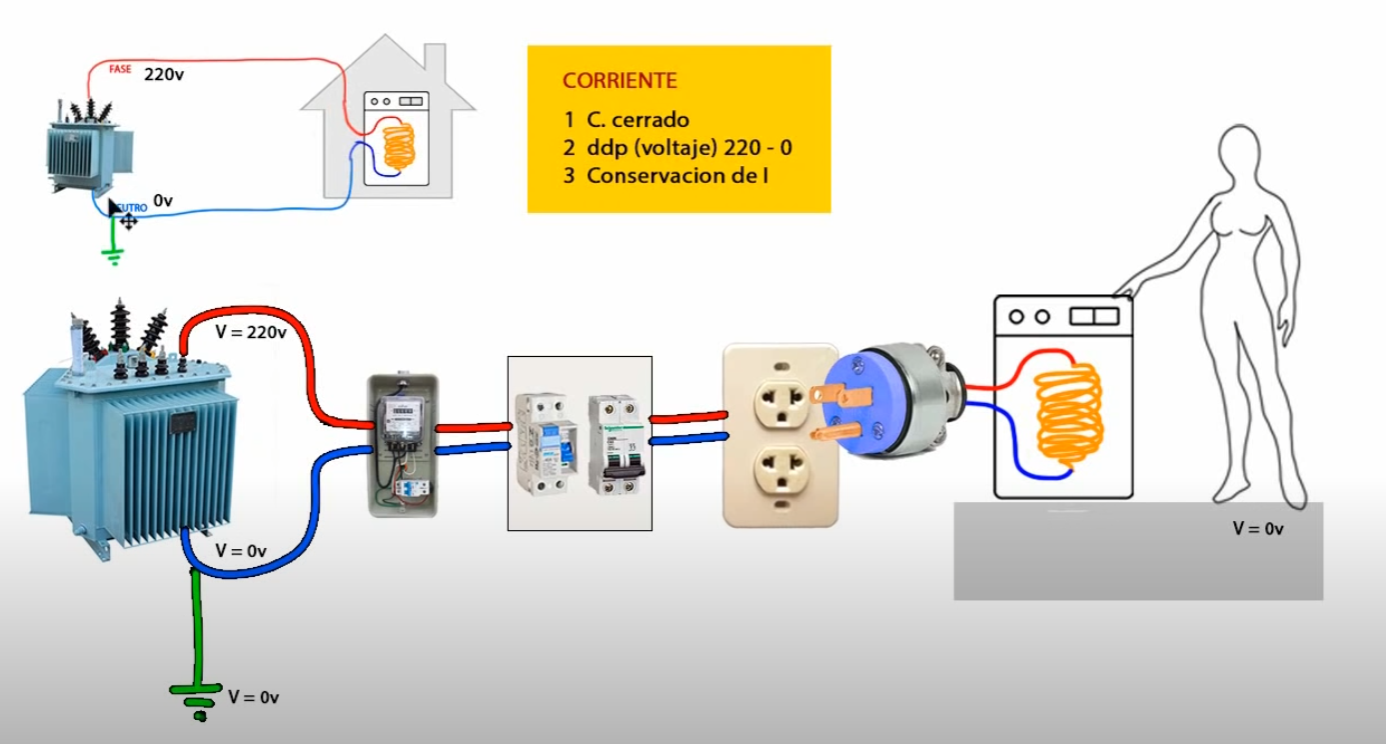 FASE 220v
CORRIENTE
1 C. cerrado
2 ddp (voltaje) 220 - 0
3 Conservacion de I
0v
V = 220v
V = 0v
V = 0v
V = 0v